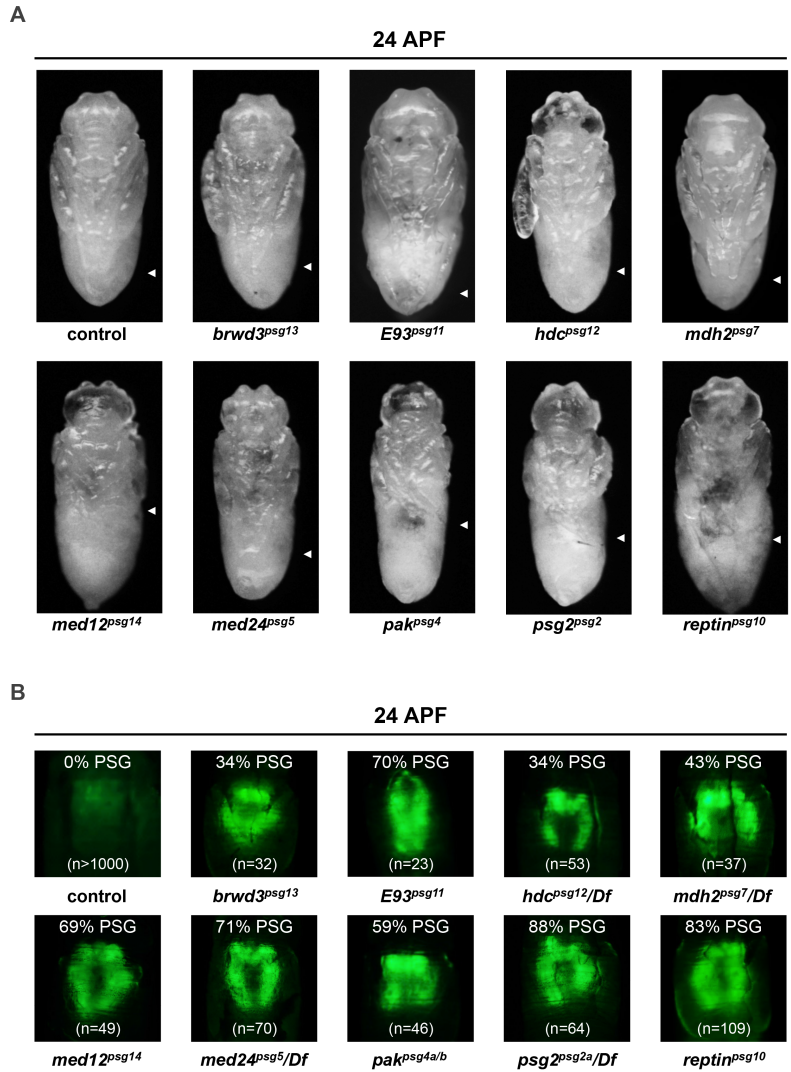 A
24 APF
control brwd3psg13 E93psg11 hdcpsg12 mdh2psg7
med12psg14 med24psg5 pakpsg4 psg2psg2 reptinpsg10
B
24 APF
0% PSG 34% PSG 70% PSG 34% PSG 43% PSG
(n>1000) (n=32) (n=23) (n=53) (n=37)
control brwd3psg13 E93psg11 hdcpsg12/Df mdh2psg7/Df
69% PSG 71% PSG 59% PSG 88% PSG 83% PSG
(n=49) (n=70) (n=46) (n=64) (n=109)
med12psg14 med24psg5/Df pakpsg4a/b psg2psg2a/Df reptinpsg10